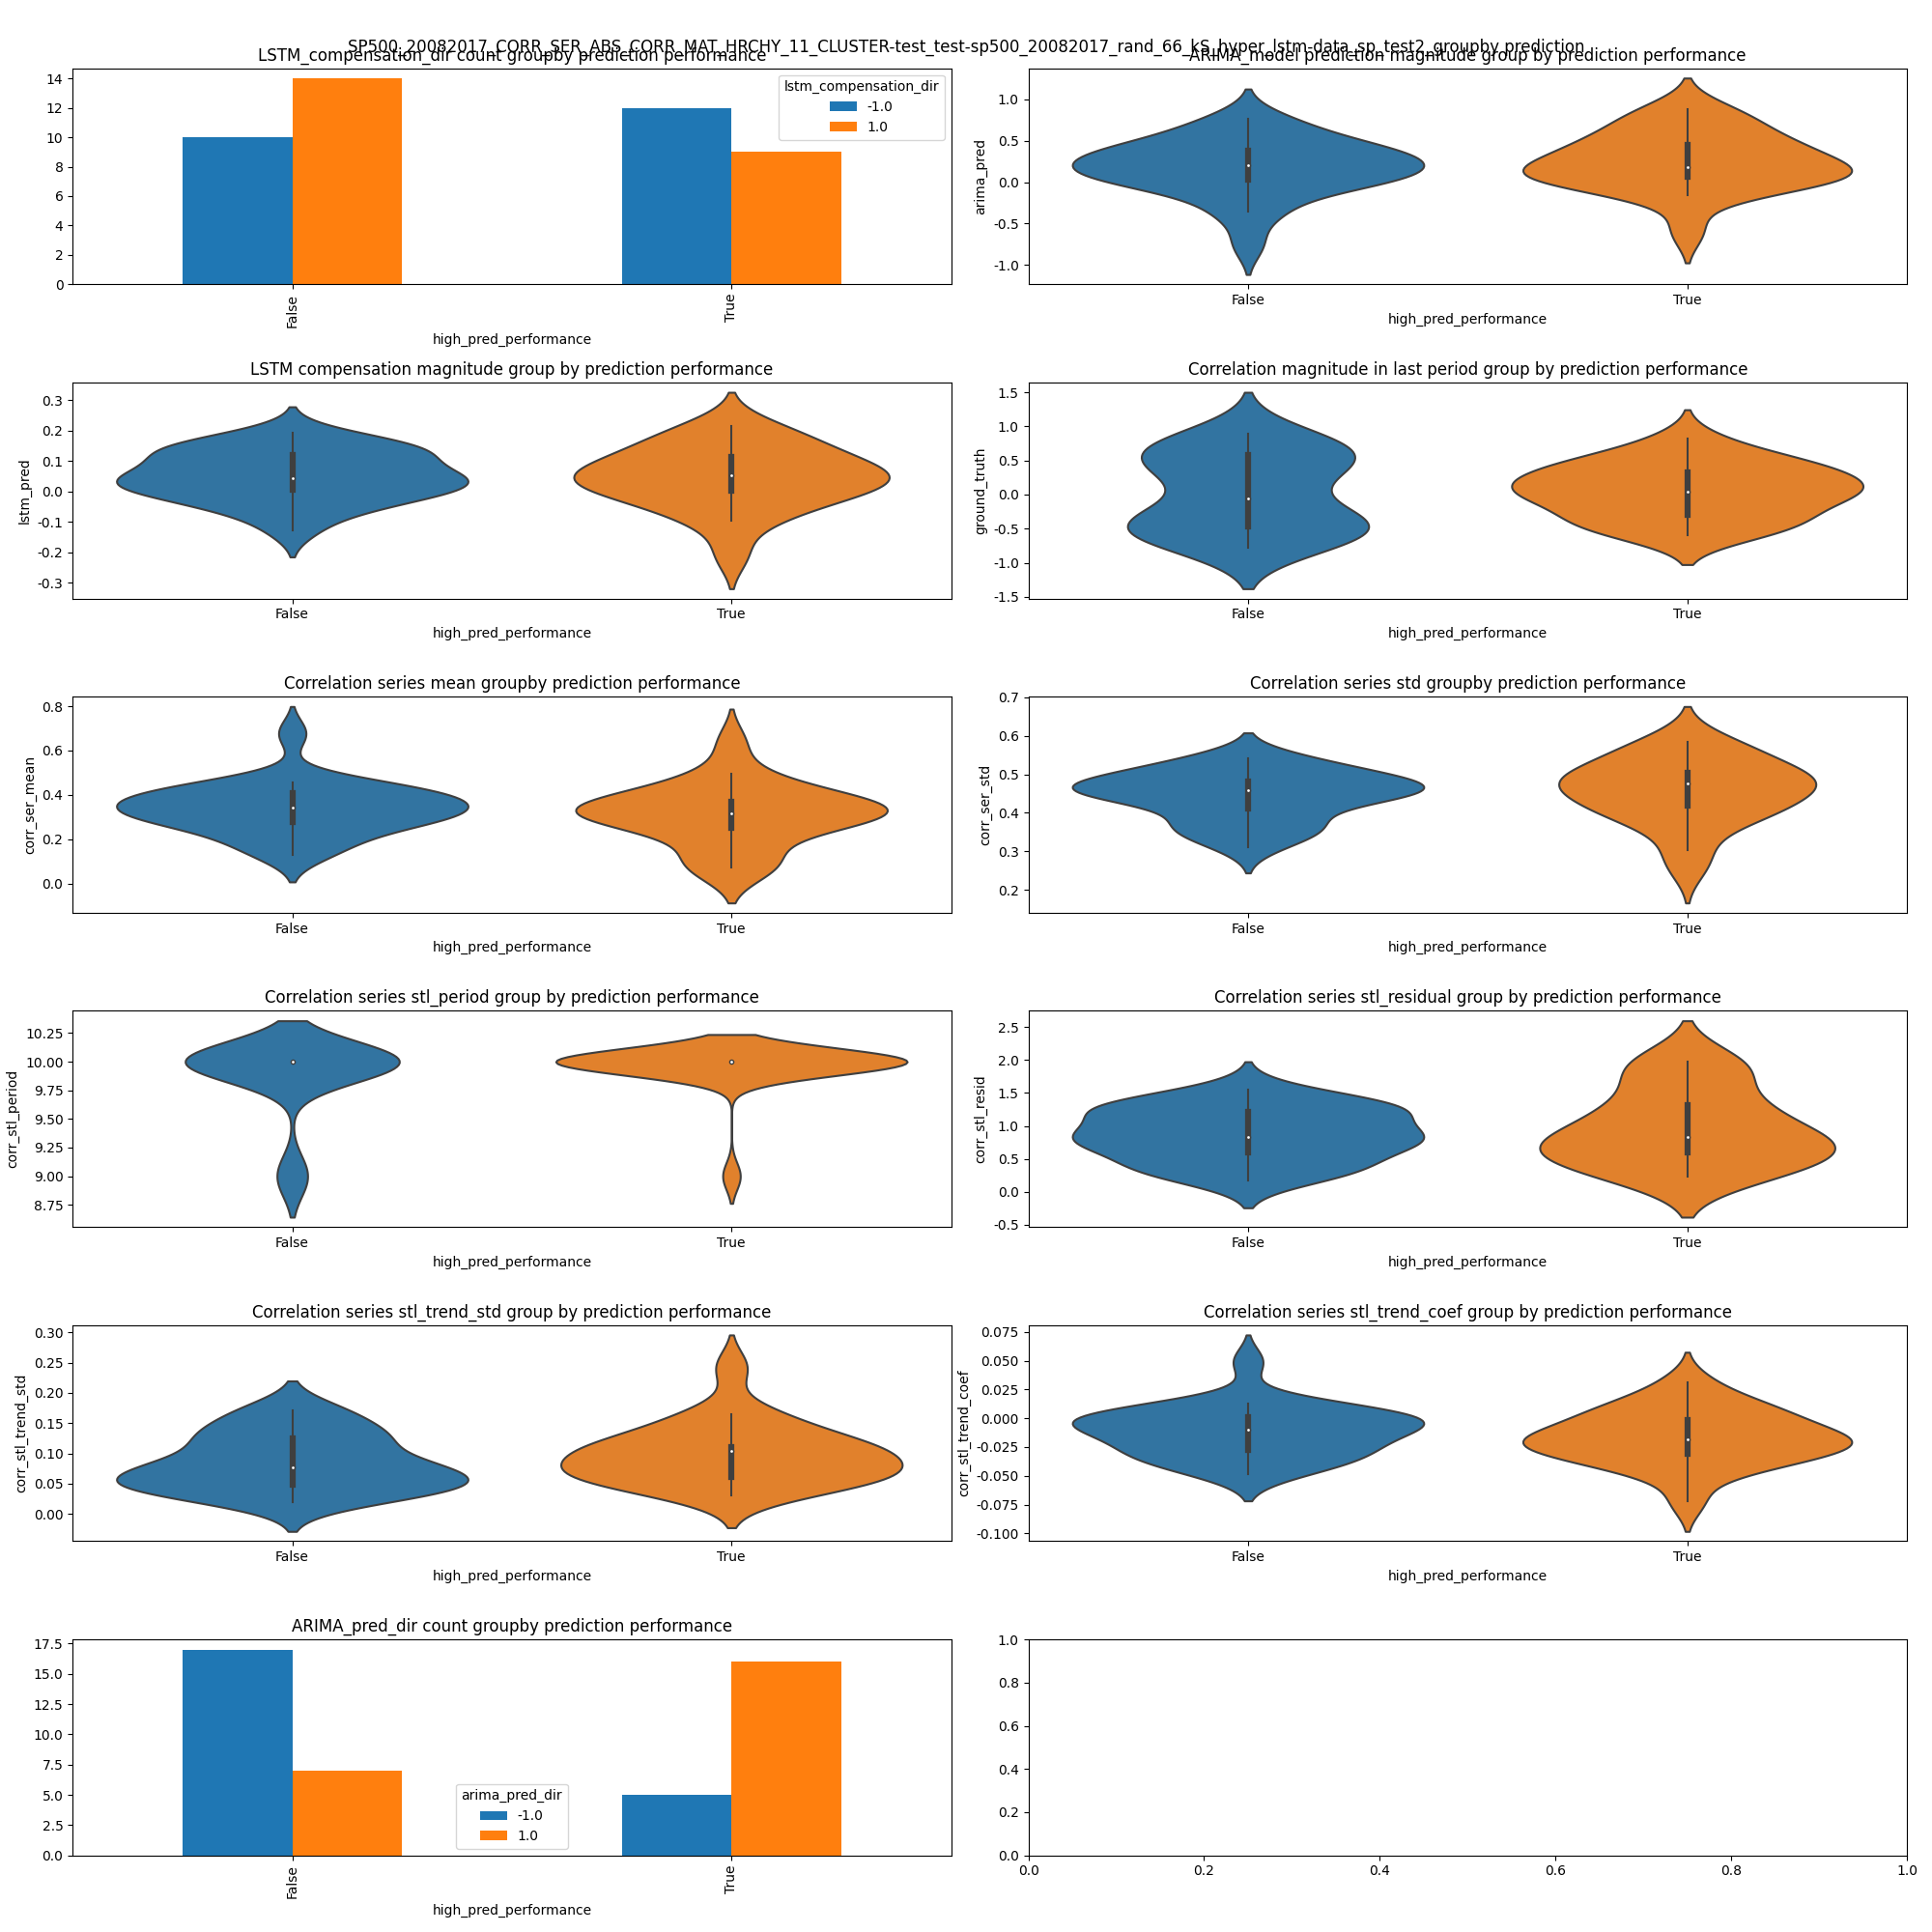 SP500_20082017_CORR_SER_ABS_CORR_MAT_HRCHY_11_CLUSTER-test_test-sp500_20082017_rand_66_kS_hyper_lstm-data_sp_test2_groupby prediction
LSTM_compensation_dir count groupby prediction performance
14
12
10
8
6
4
2
0
lstm_compensation_dir
-1.0
1.0
False
True
high_pred_performance
ARIMA_model prediction magnitude group by prediction performance
arima_pred
1.0
0.5
0.0
-0.5
-1.0
False
True
high_pred_performance
LSTM compensation magnitude group by prediction performance
lstm_pred
0.3
0.2
0.1
0.0
-0.1
-0.2
-0.3
False
True
high_pred_performance
Correlation magnitude in last period group by prediction performance
ground_truth
1.5
1.0
0.5
0.0
-0.5
-1.0
-1.5
False
True
high_pred_performance
Correlation series mean groupby prediction performance
corr_ser_mean
0.8
0.6
0.4
0.2
0.0
False
True
high_pred_performance
Correlation series std groupby prediction performance
corr_ser_std
0.7
0.6
0.5
0.4
0.3
0.2
False
True
high_pred_performance
Correlation series stl_period group by prediction performance
corr_stl_period
10.25
10.00
9.75
9.50
9.25
9.00
8.75
False
True
high_pred_performance
Correlation series stl_residual group by prediction performance
corr_stl_resid
2.5
2.0
1.5
1.0
0.5
0.0
-0.5
False
True
high_pred_performance
Correlation series stl_trend_std group by prediction performance
corr_stl_trend_std
0.30
0.25
0.20
0.15
0.10
0.05
0.00
False
True
high_pred_performance
Correlation series stl_trend_coef group by prediction performance
corr_stl_trend_coef
0.075
0.050
0.025
0.000
-0.025
-0.050
-0.075
-0.100
False
True
high_pred_performance
ARIMA_pred_dir count groupby prediction performance
17.5
15.0
12.5
10.0
7.5
5.0
2.5
0.0
arima_pred_dir
-1.0
1.0
False
True
high_pred_performance
1.0
0.8
0.6
0.4
0.2
0.0
0.0
0.2
0.4
0.6
0.8
1.0